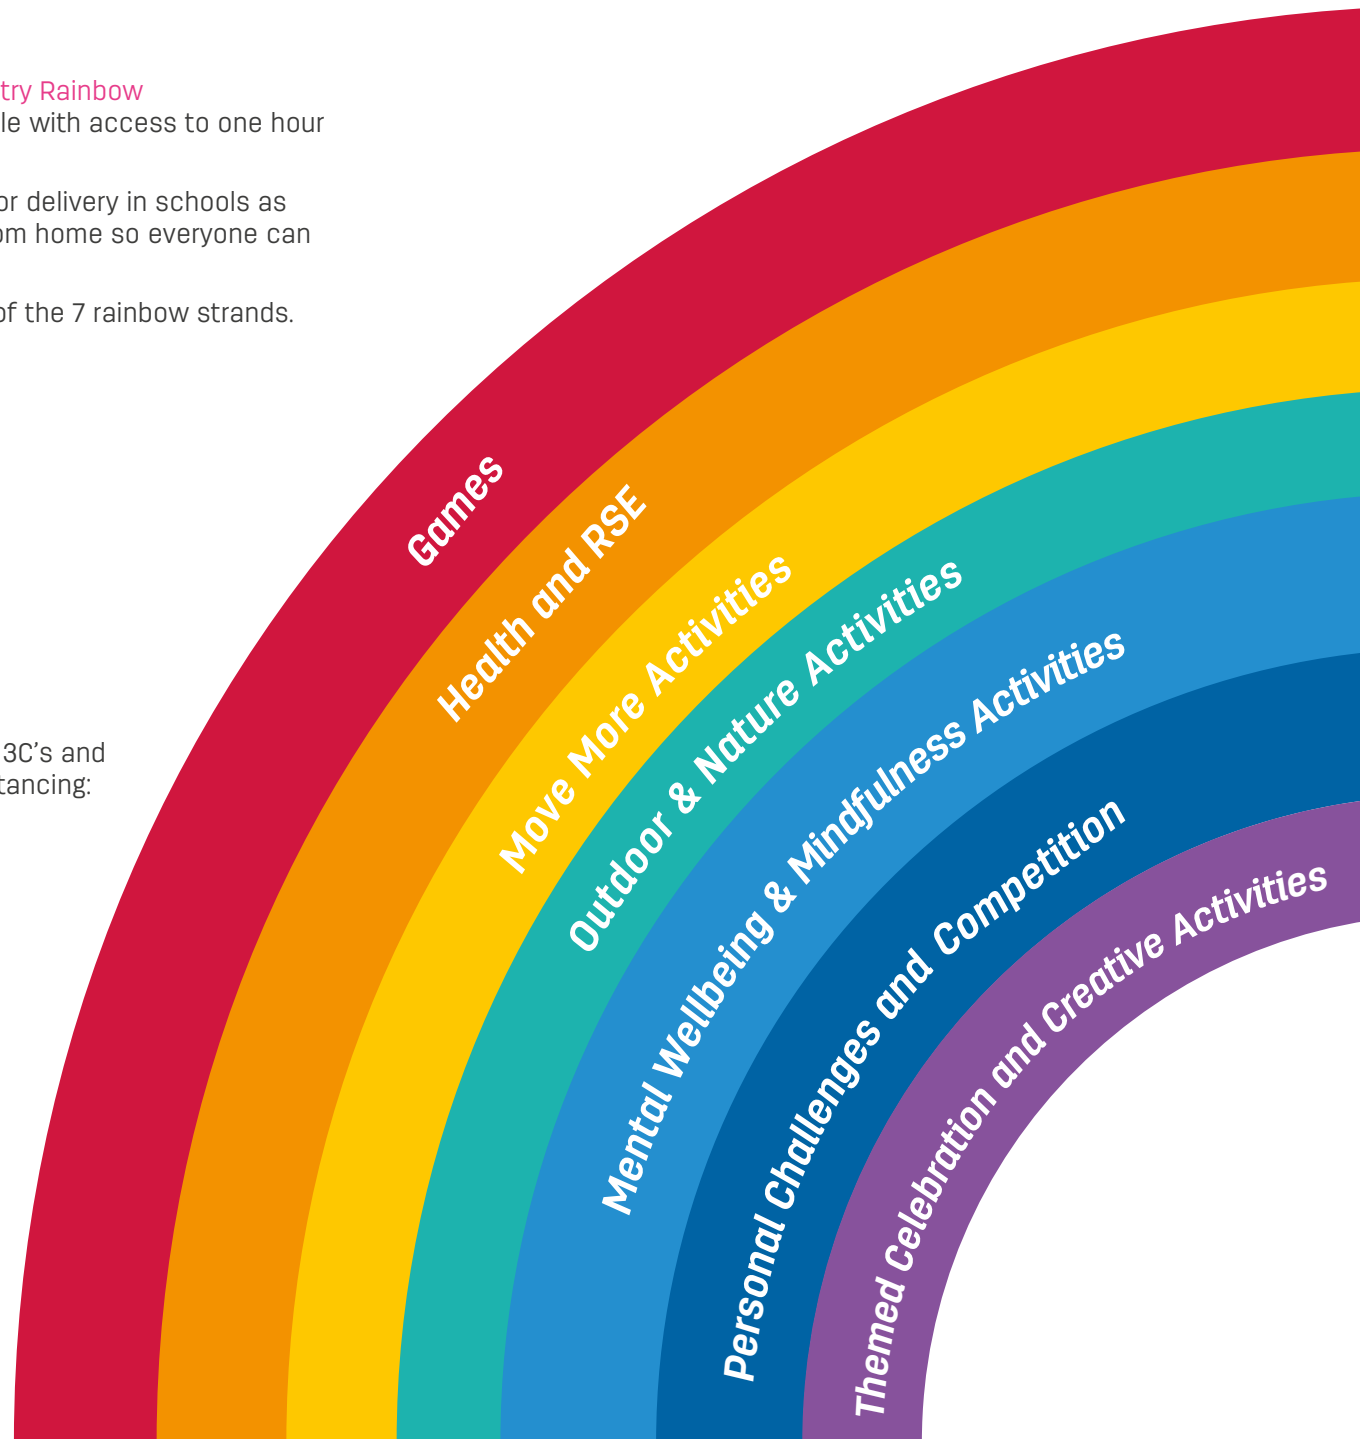 try Rainbow
le with access to one hour
or delivery in schools as
om home so everyone can
of the 7 rainbow strands.
3C's and
tancing:
Games
Health and RSE
Move More Activities
Outdoor & Nature Activities
Mental Wellbeing & Mindfulness Activities
Personal Challenges and Competition
Themed Celebration and Creative Activities